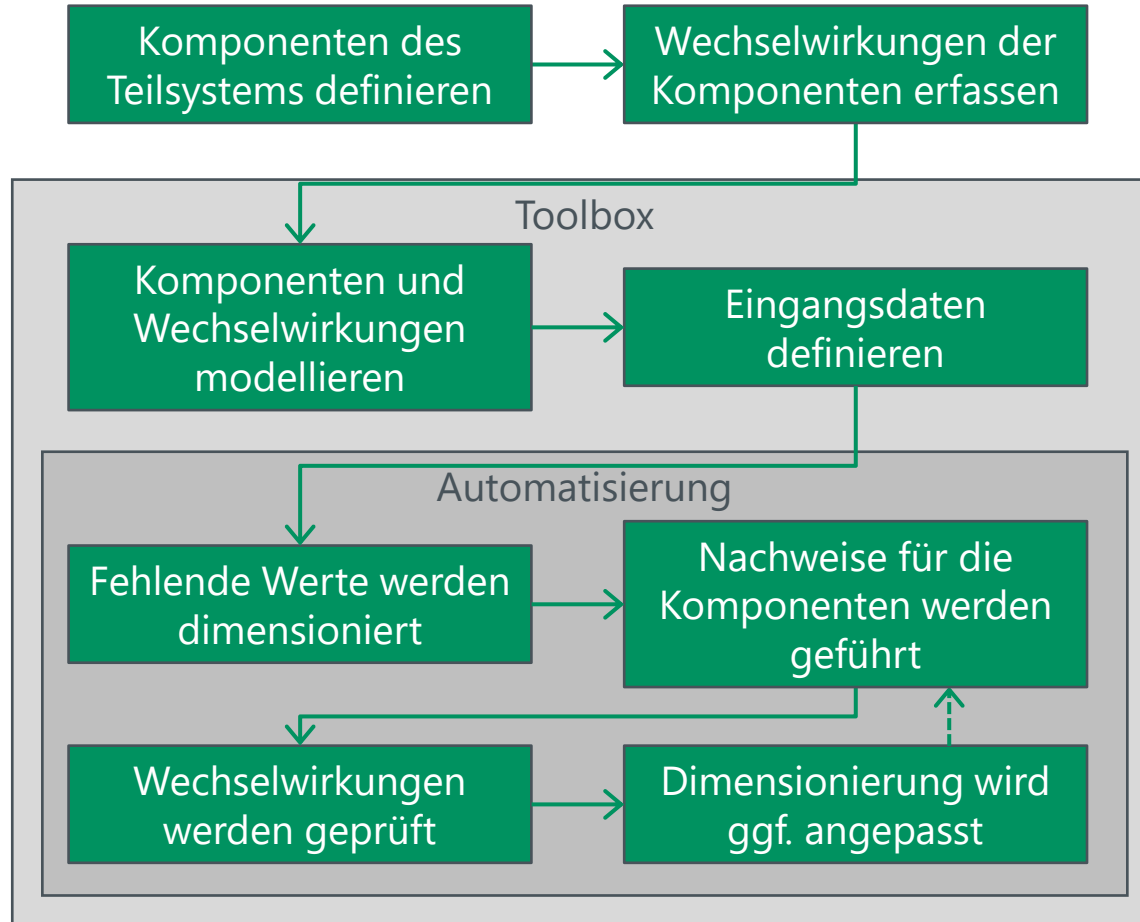 Komponenten des
Teilsystems definieren
Wechselwirkungen der
Komponenten erfassen
Toolbox
Komponenten und
Wechselwirkungen
modellieren
Eingangsdaten
definieren
Automatisierung
Fehlende Werte werden
dimensioniert
Nachweise für die
Komponenten werden
geführt
Wechselwirkungen
werden geprüft
Dimensionierung wird
ggf. angepasst